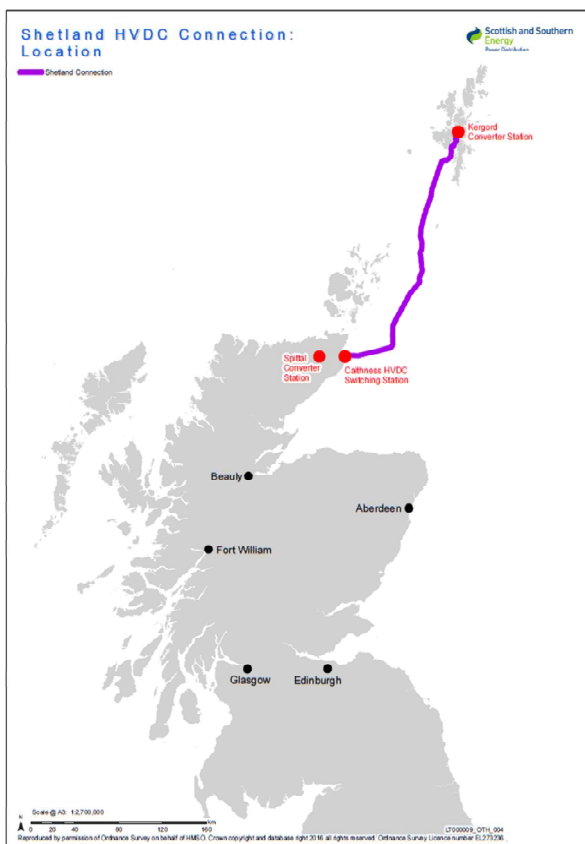 Shetland HVDC Connection:
Location
Scottish and Southern
Energy
Power Distribution
Shetland Connection
Kergord
Converter Station
Spittal
Converter
Station
Caithness HVDC
Switching Station
Beauly
Aberdeen
Fort William
Glasgow
Edinburgh
N
Scale @ A3: 1:2,700,000
0 20 40 80 120 160
km
LT000009_OTH_004
Reproduced by permission of Ordnance Survey on behalf of HMSO. Crown copyright and database right 2016 all rights reserved. Ordnance Survey Licence number EL273236.